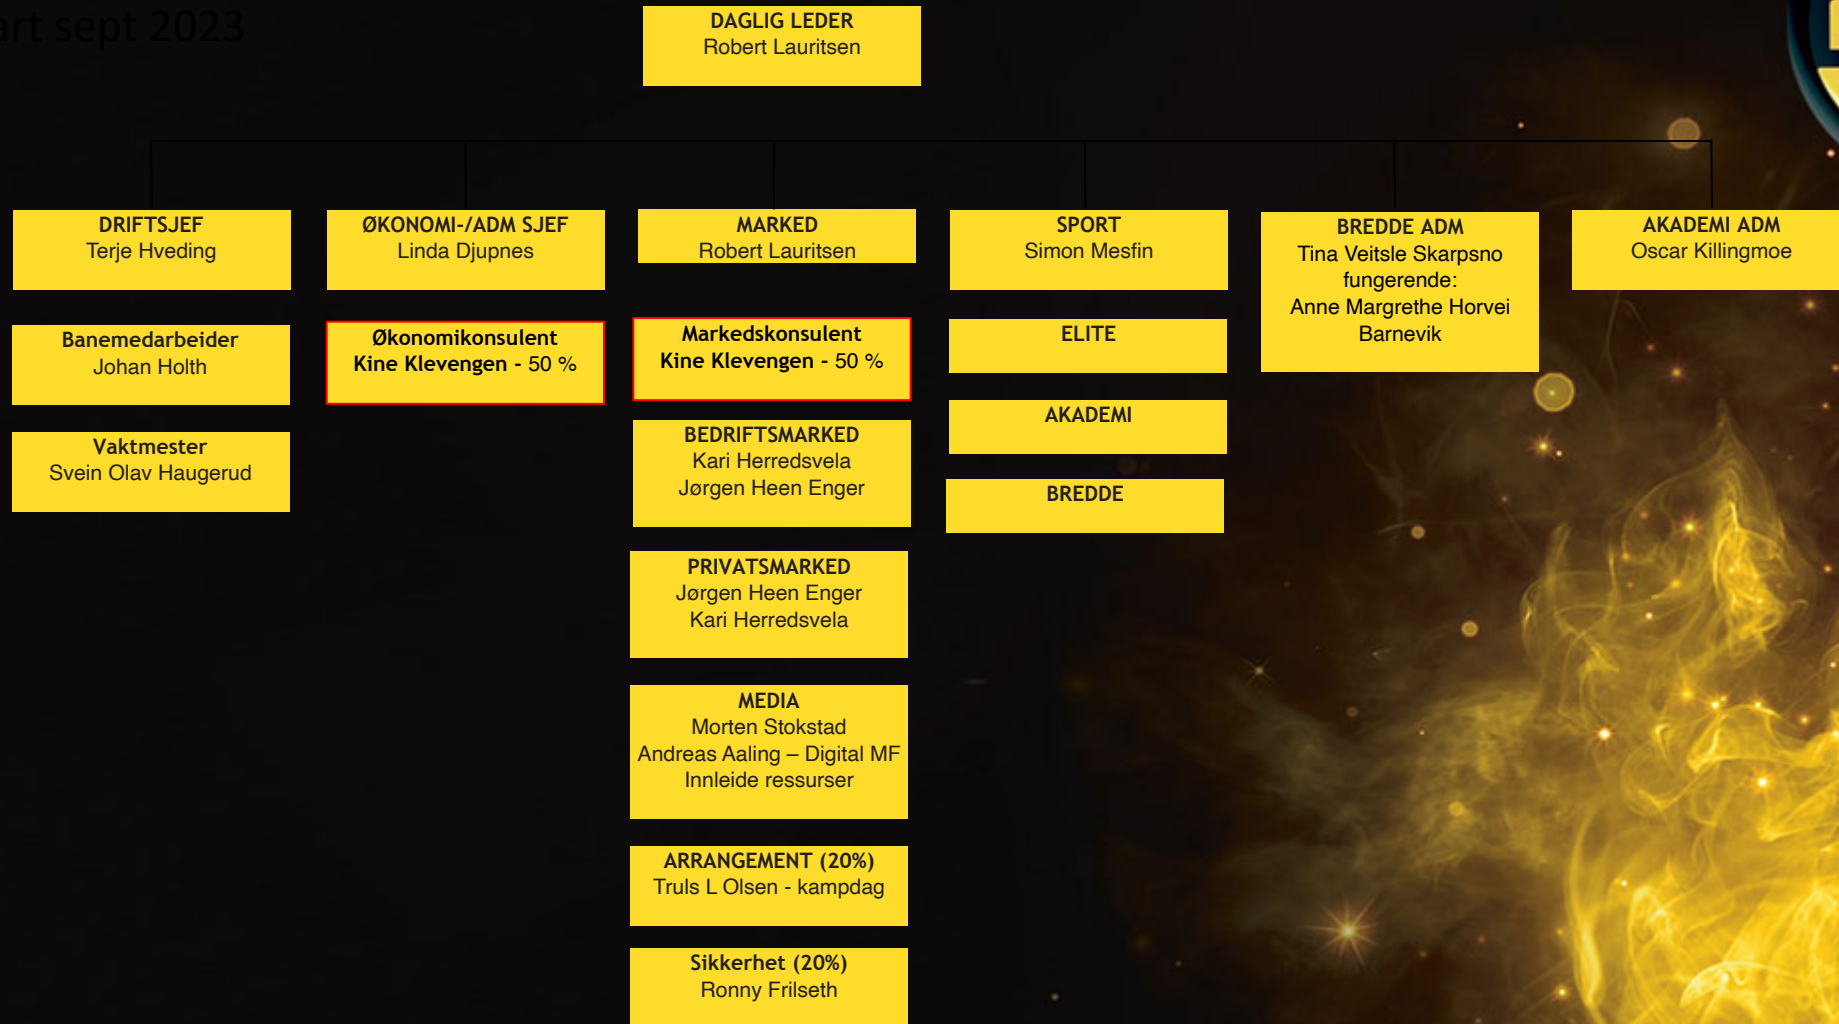 art sept 2023
DAGLIG LEDER
Robert Lauritsen
DRIFTSJEF
Terje Hveding
Banemedarbeider
Johan Holth
Vaktmester
Svein Olav Haugerud
ØKONOMI-/ADM SJEF
Linda Djupnes
Økonomikonsulent
Kine Klevengen - 50 %
MARKED
Robert Lauritsen
Markedskonsulent
Kine Klevengen - 50 %
BEDRIFTSMARKED
Kari Herredsvela
Jørgen Heen Enger
PRIVATSMARKED
Jørgen Heen Enger
Kari Herredsvela
MEDIA
Morten Stokstad
Andreas Aaling – Digital MF
Innleide ressurser
ARRANGEMENT (20%)
Truls L Olsen - kampdag
Sikkerhet (20%)
Ronny Frilseth
SPORT
Simon Mesfin
ELITE
AKADEMI
BREDDE
BREDDE ADM
Tina Veitsle Skarpsno
fungerende:
Anne Margrethe Horvei
Barnevik
AKADEMI ADM
Oscar Killingmoe